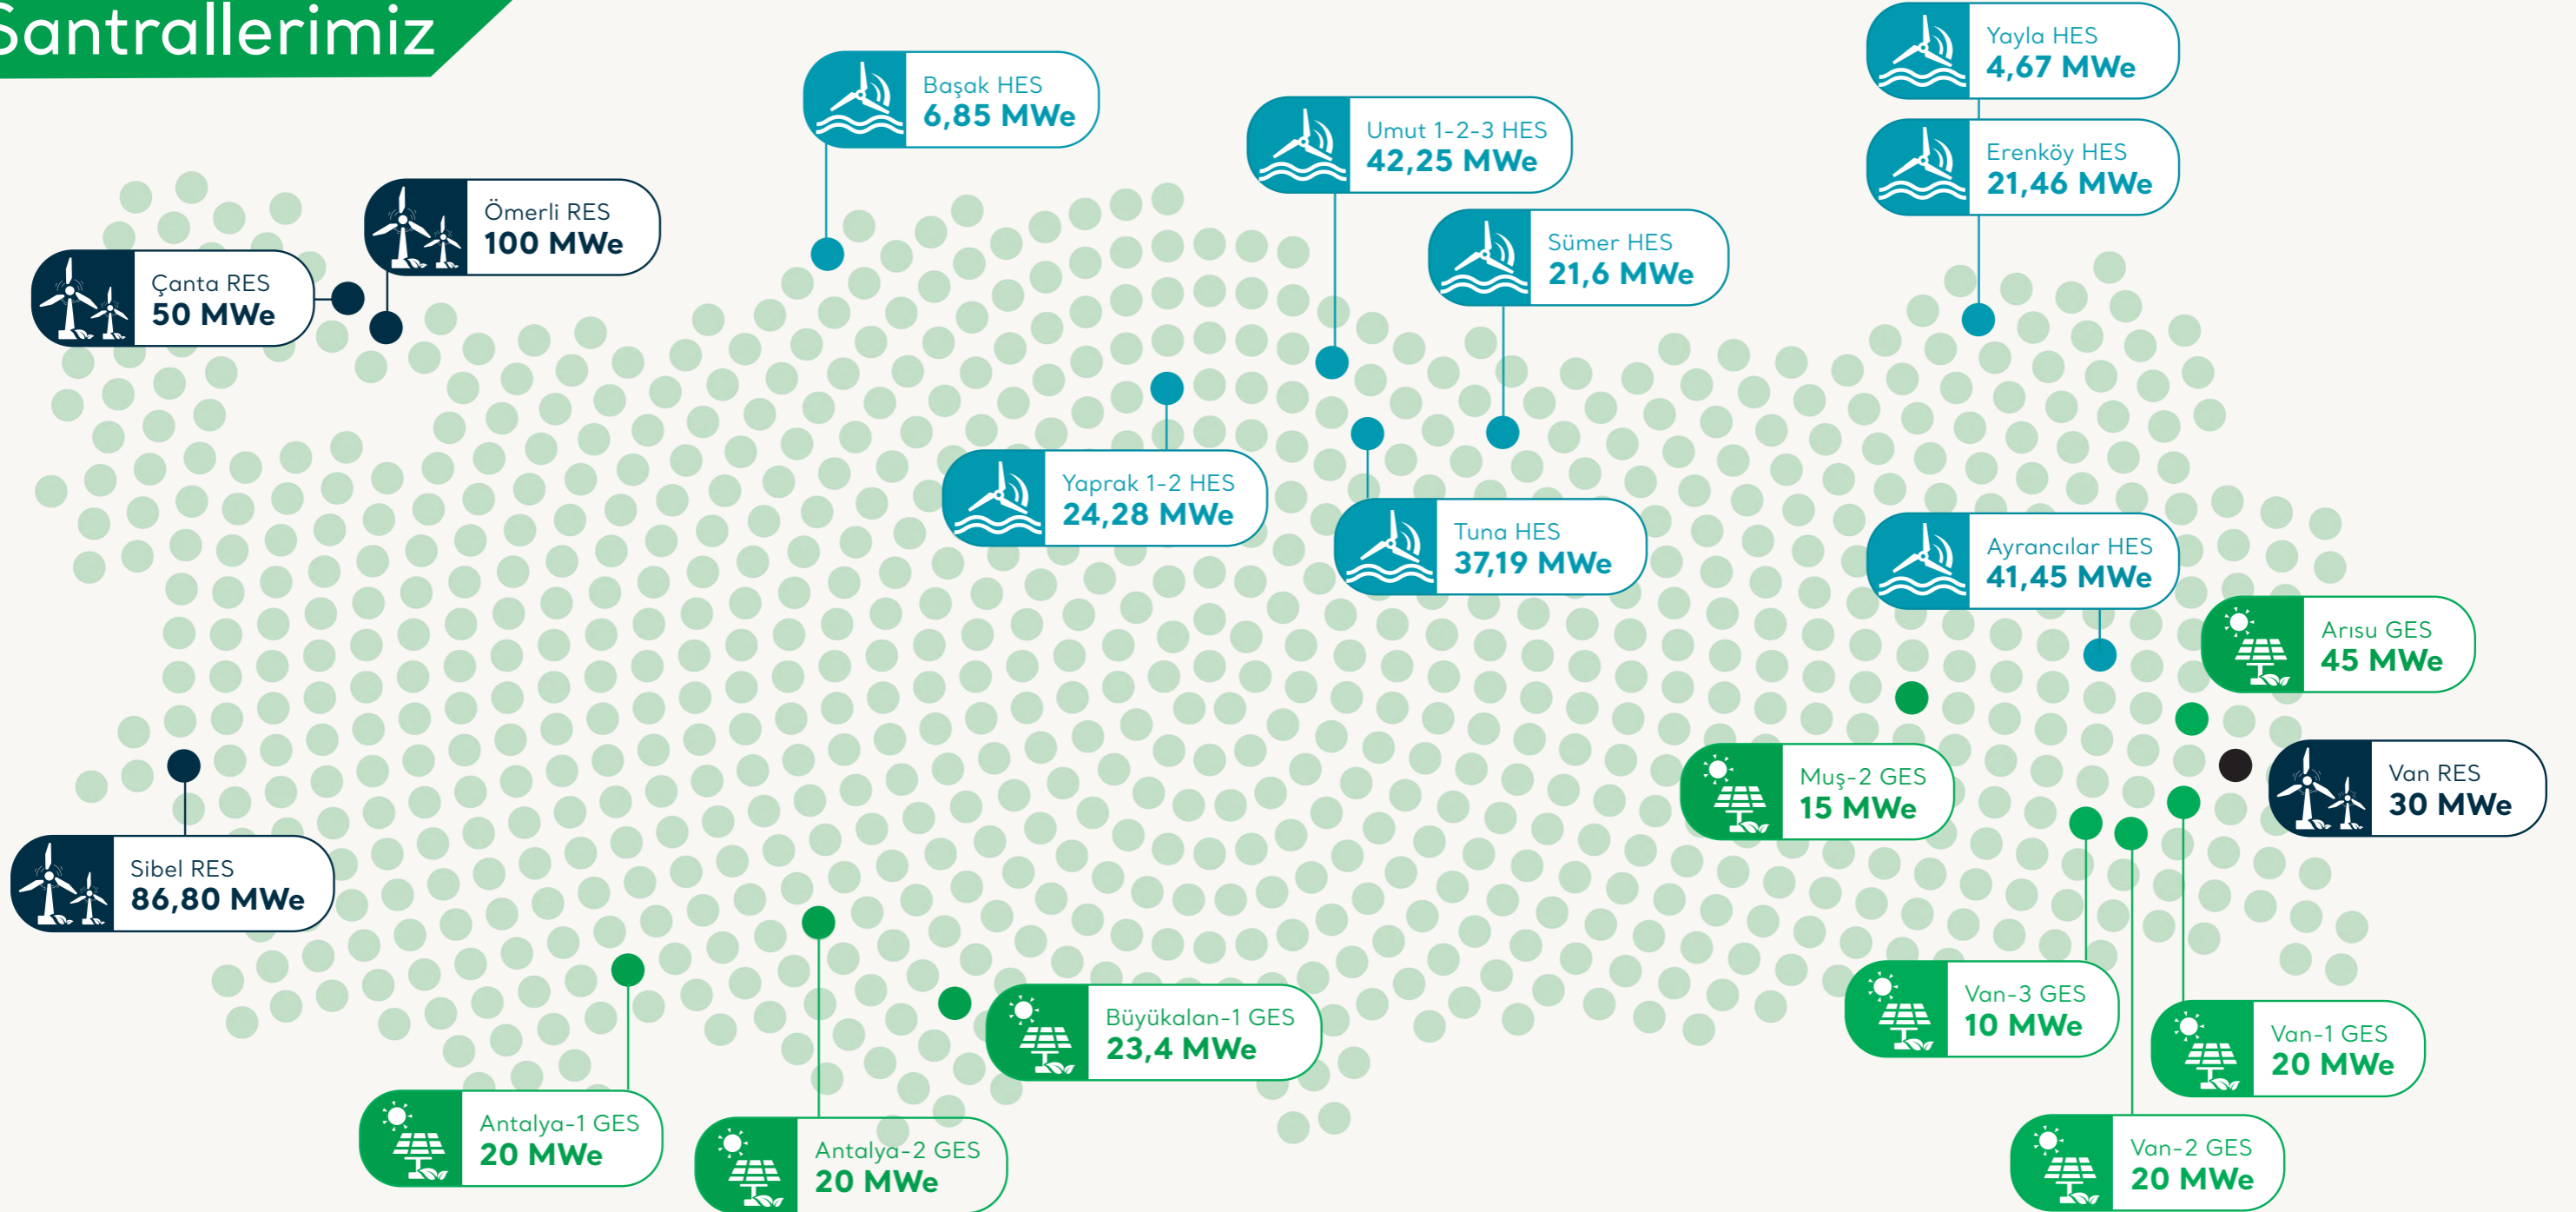 Santrallerimiz
Başak HES
6,85 MWe
Yayla HES
4,67 MWe
Umut 1-2-3 HES
42,25 MWe
Erenköy HES
21,46 MWe
Ömerli RES
100 MWe
Sümer HES
21,6 MWe
Çanta RES
50 MWe
Yaprak 1-2 HES
24,28 MWe
Tuna HES
37,19 MWe
Ayrancılar HES
41,45 MWe
Arısu GES
45 MWe
Muş-2 GES
15 MWe
Van RES
30 MWe
Sibel RES
86,80 MWe
Büyükalan-1 GES
23,4 MWe
Van-3 GES
10 MWe
Van-1 GES
20 MWe
Antalya-1 GES
20 MWe
Antalya-2 GES
20 MWe
Van-2 GES
20 MWe